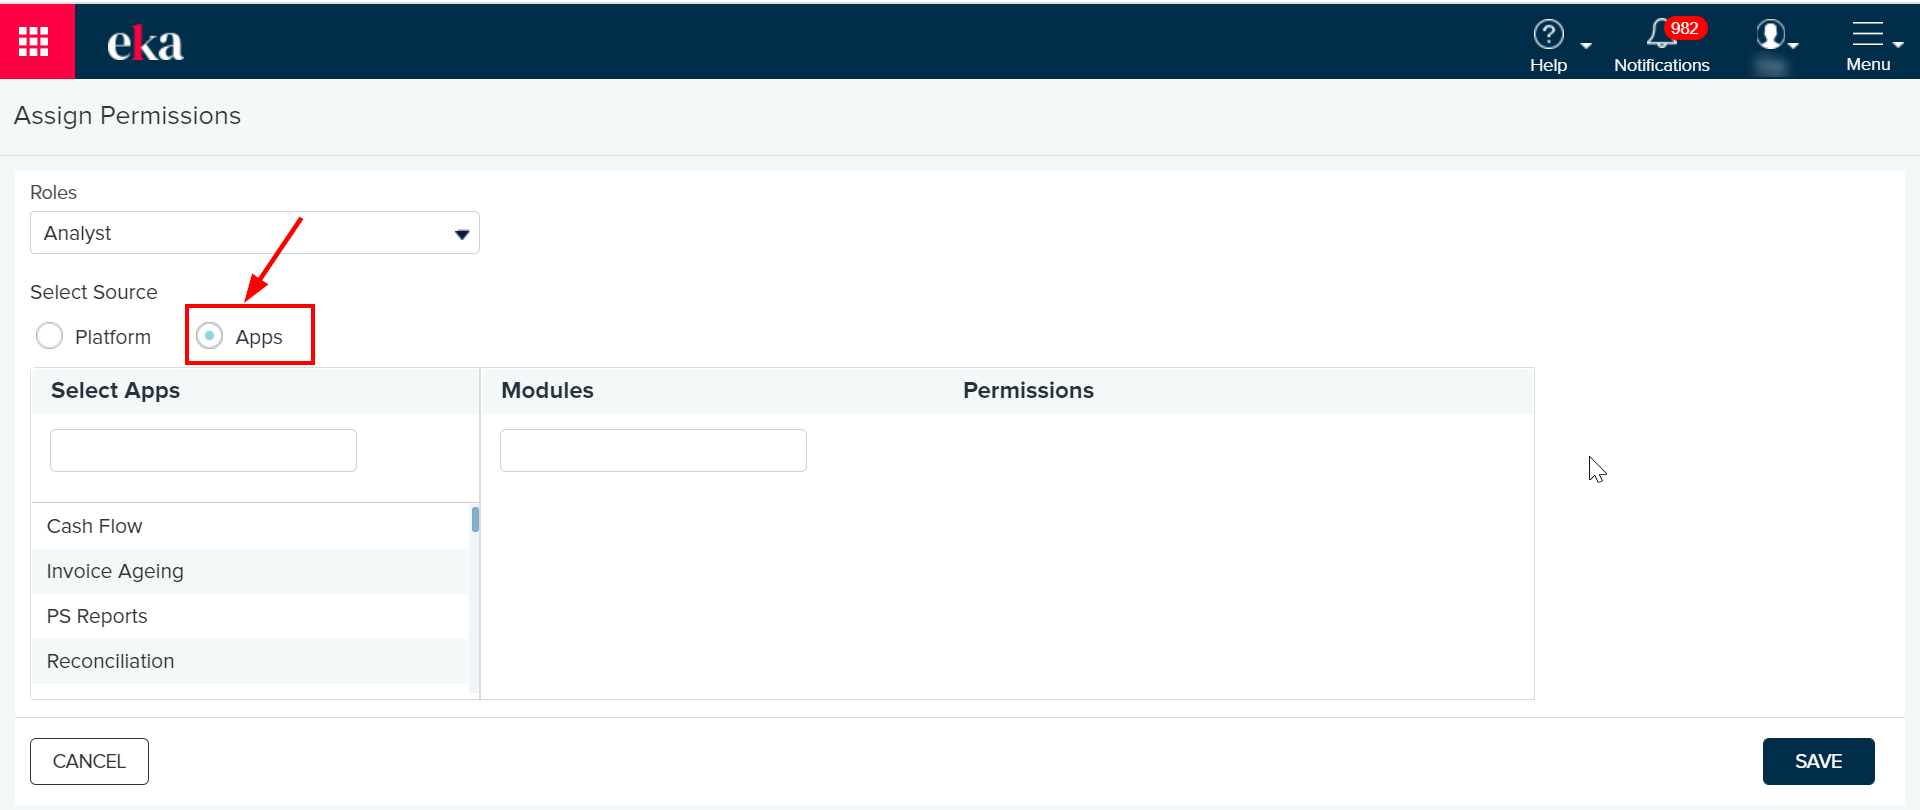 eka
?
982
Help
Notifications
Menu
Assign Permissions
Roles
Analyst
Select Source
Platform
Apps
Select Apps
Modules
Permissions
Cash Flow
Invoice Ageing
PS Reports
Reconciliation
CANCEL
SAVE